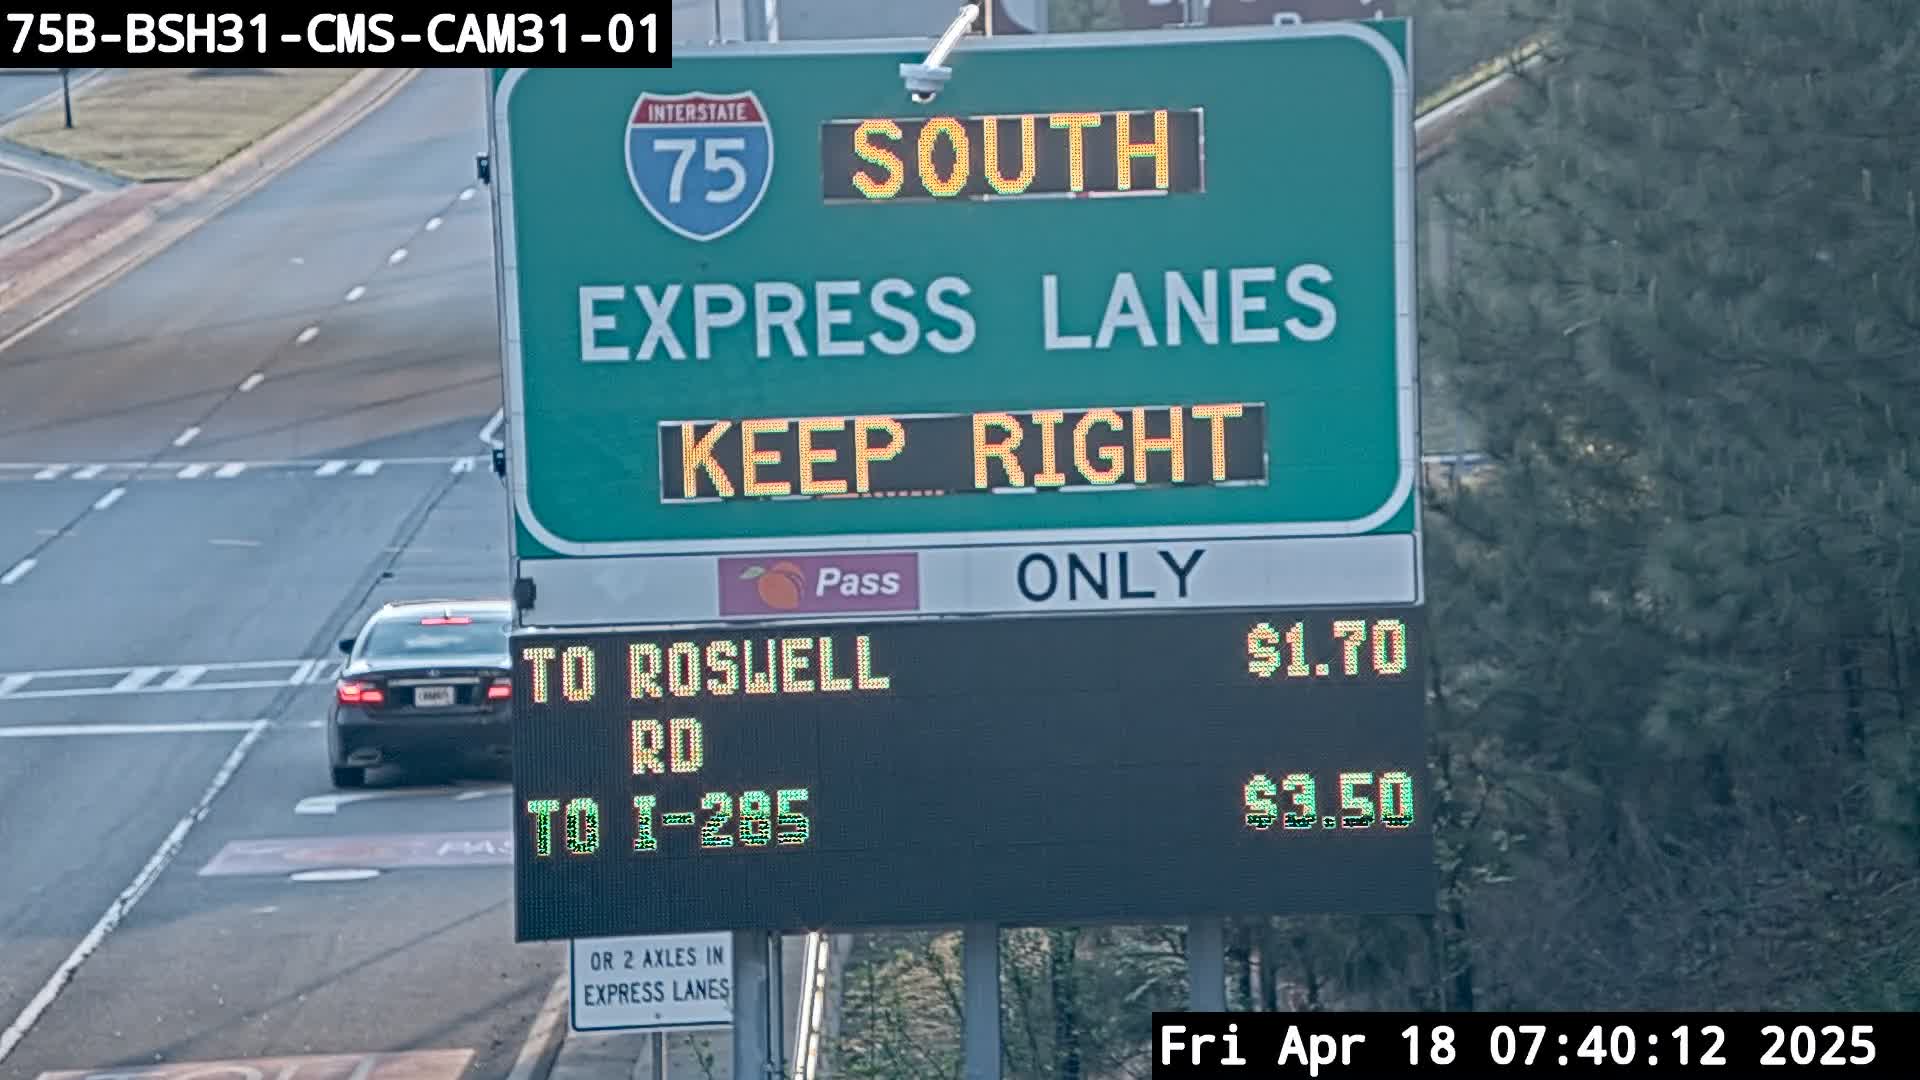 75B-BSH31-CMS-CAM31-01
INTERSTATE
75
SOUTH
EXPRESS LANES
KEEP RIGHT
Pass ONLY
TO ROSWELL $1.70
RD
TO I-285 $3.50
OR 2 AXLES IN
EXPRESS LANES
Fri Apr 18 07:40:12 2025